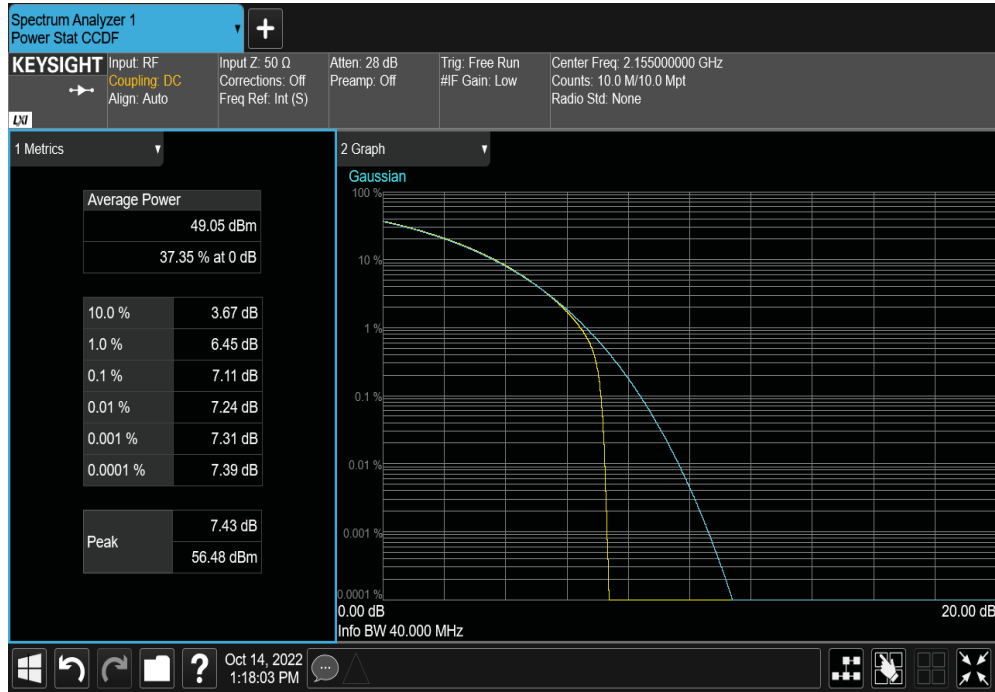 Spectrum Analyzer 1
Power Stat CCDF
KEYSIGHT
LXI
Input: RF
Coupling: DC
Align: Auto
Input Z: 50 Ω
Corrections: Off
Freq Ref: Int (S)
Atten: 28 dB
Preamp: Off
Trig: Free Run
#IF Gain: Low
Center Freq: 2.155000000 GHz
Counts: 10.0 M/10.0 Mpt
Radio Std: None
1 Metrics
Average Power
49.05 dBm
37.35 % at 0 dB
10.0 % 3.67 dB
1.0 % 6.45 dB
0.1 % 7.11 dB
0.01 % 7.24 dB
0.001 % 7.31 dB
0.0001 % 7.39 dB
Peak
7.43 dB
56.48 dBm
2 Graph
Gaussian
100 %
10 %
1 %
0.1 %
0.01 %
0.001 %
0.0001 %
0.00 dB 20.00 dB
Info BW 40.000 MHz
?
Oct 14, 2022
1:18:03 PM